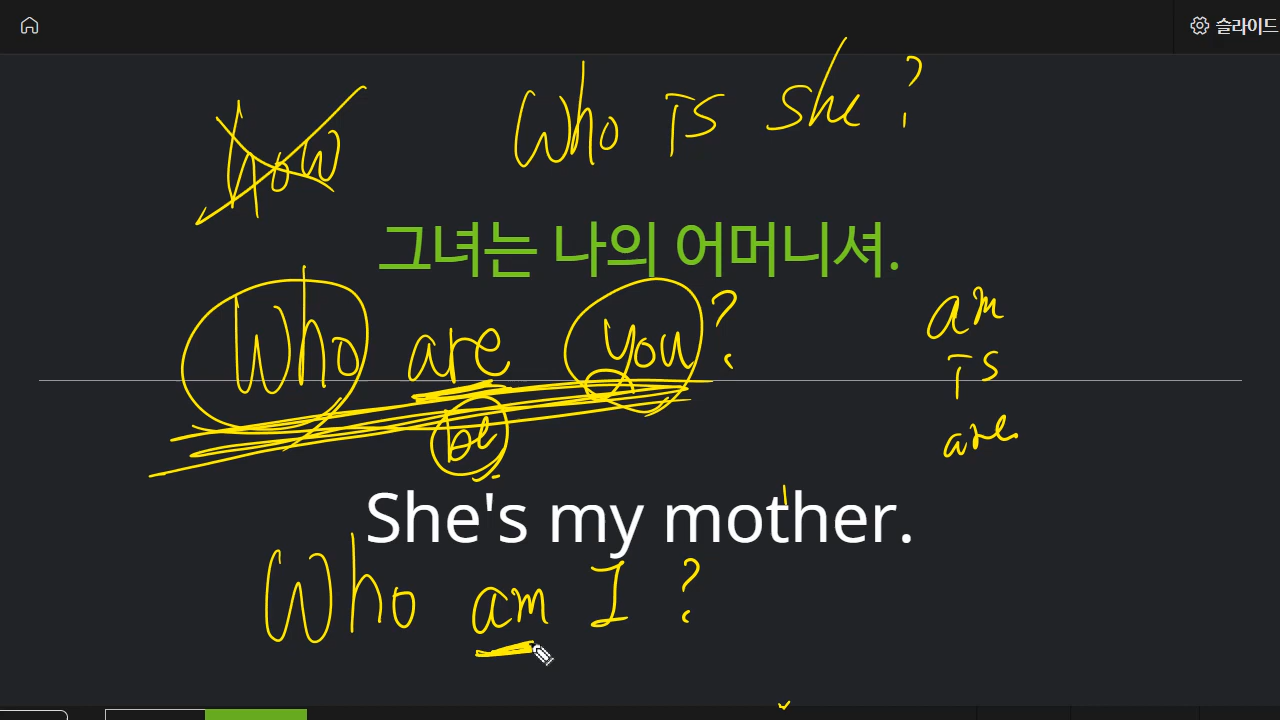 슬라이드
Who is she?
How
그녀는 나의 어머니셔.
Who are you?
am
is
are
be
She's my mother.
Who am I?